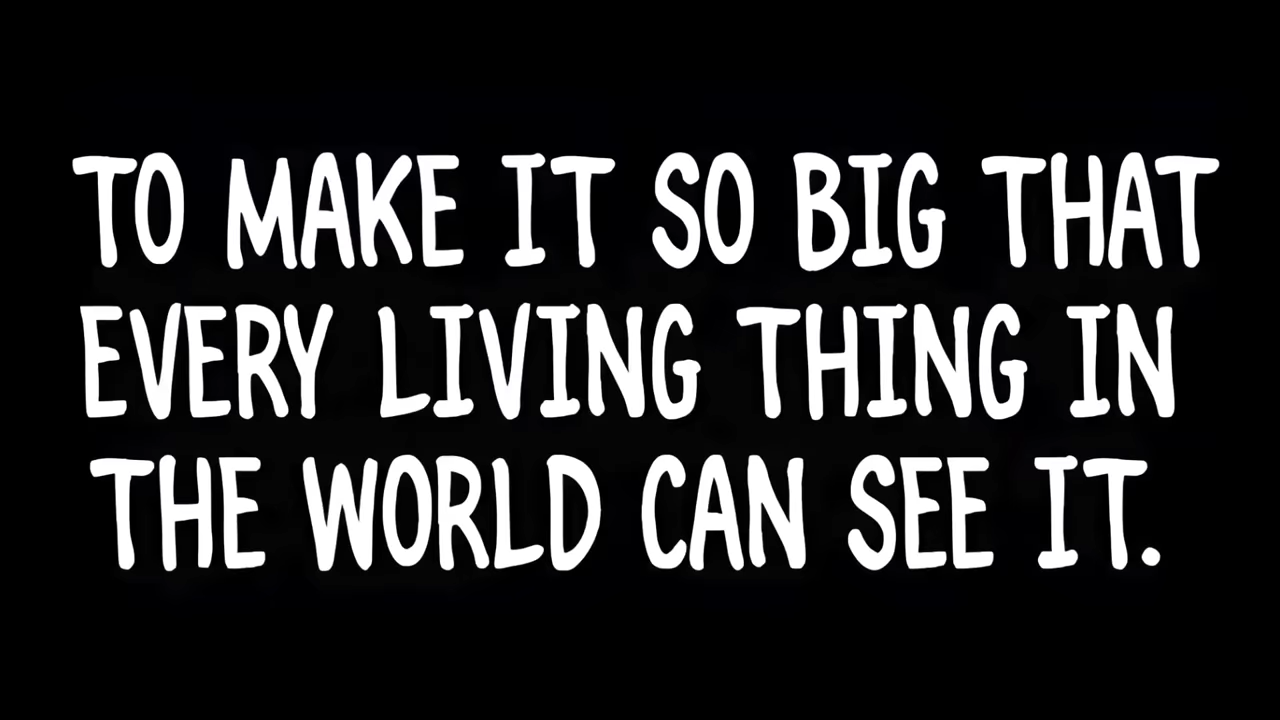 TO MAKE IT SO BIG THAT
EVERY LIVING THING IN
THE WORLD CAN SEE IT.